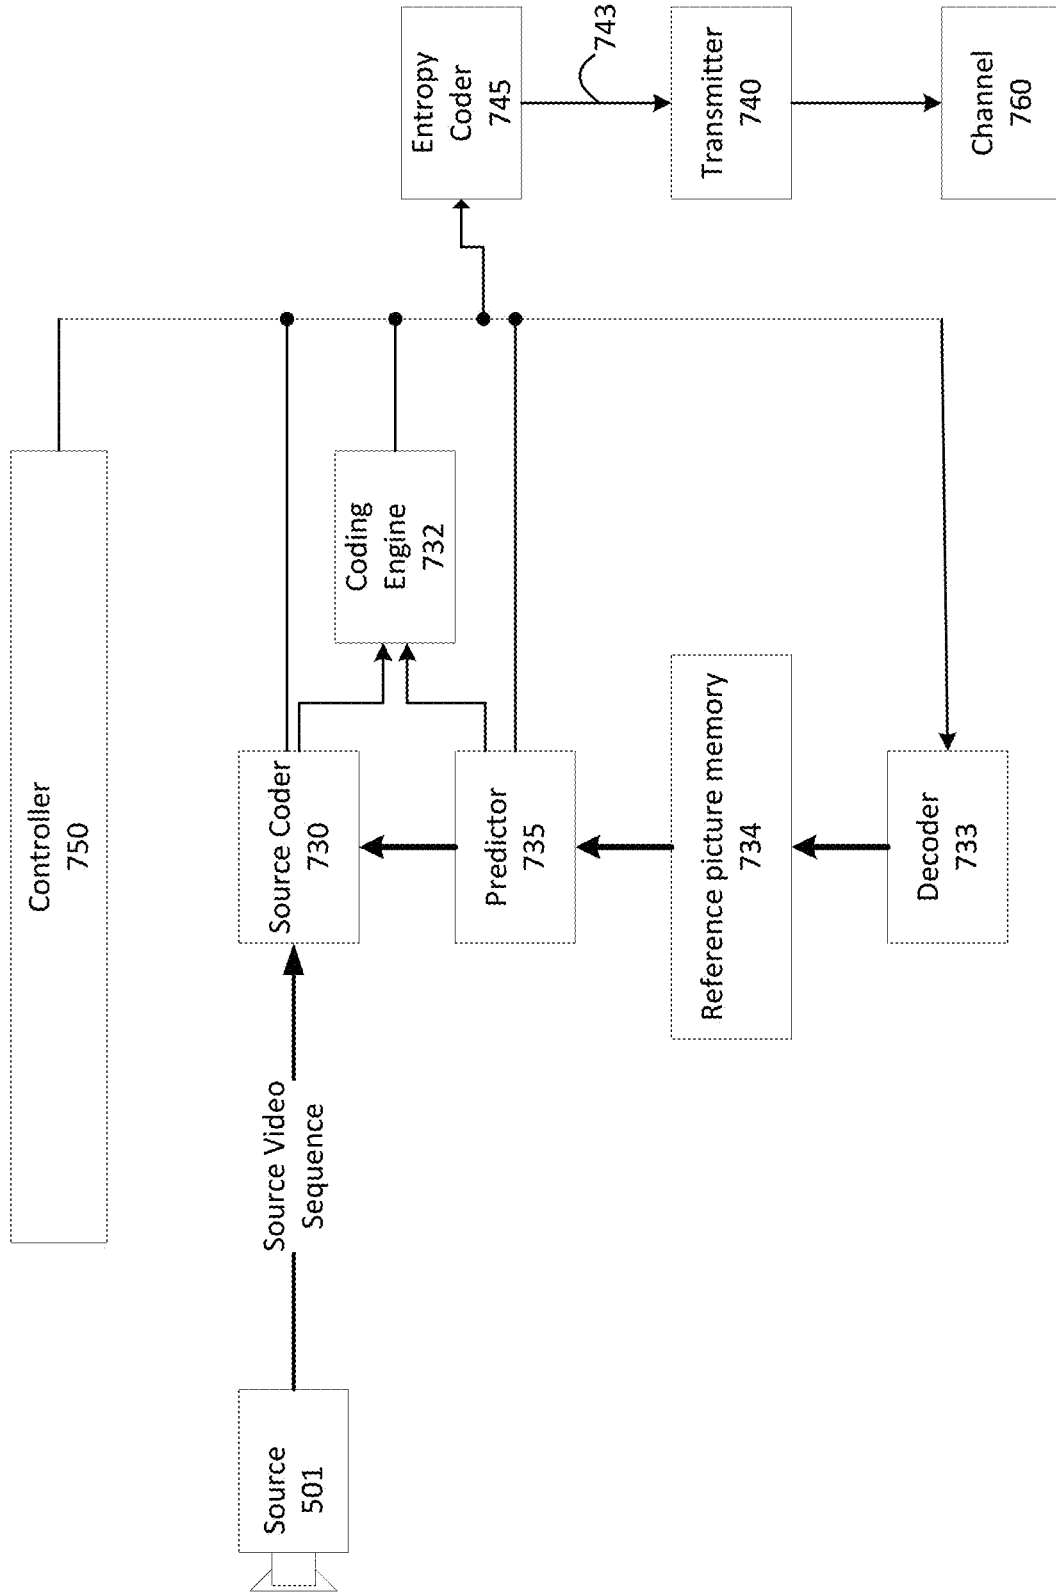 Controller
750
Source
501
Source Video
Sequence
Source Coder
730
Coding
Engine
732
Predictor
735
Reference picture memory
734
Decoder
733
Entropy
Coder
745
743
Transmitter
740
Channel
760